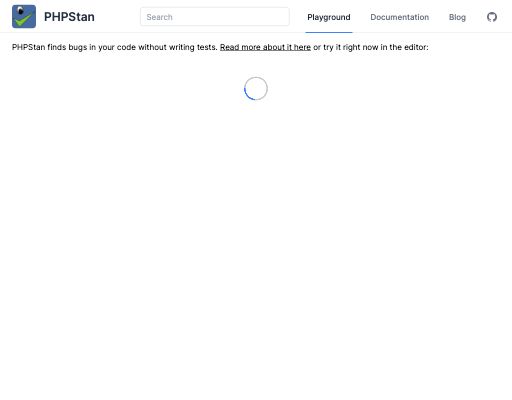 PHPStan
Search
Playground
Documentation
Blog
PHPStan finds bugs in your code without writing tests. Read more about it here or try it right now in the editor: